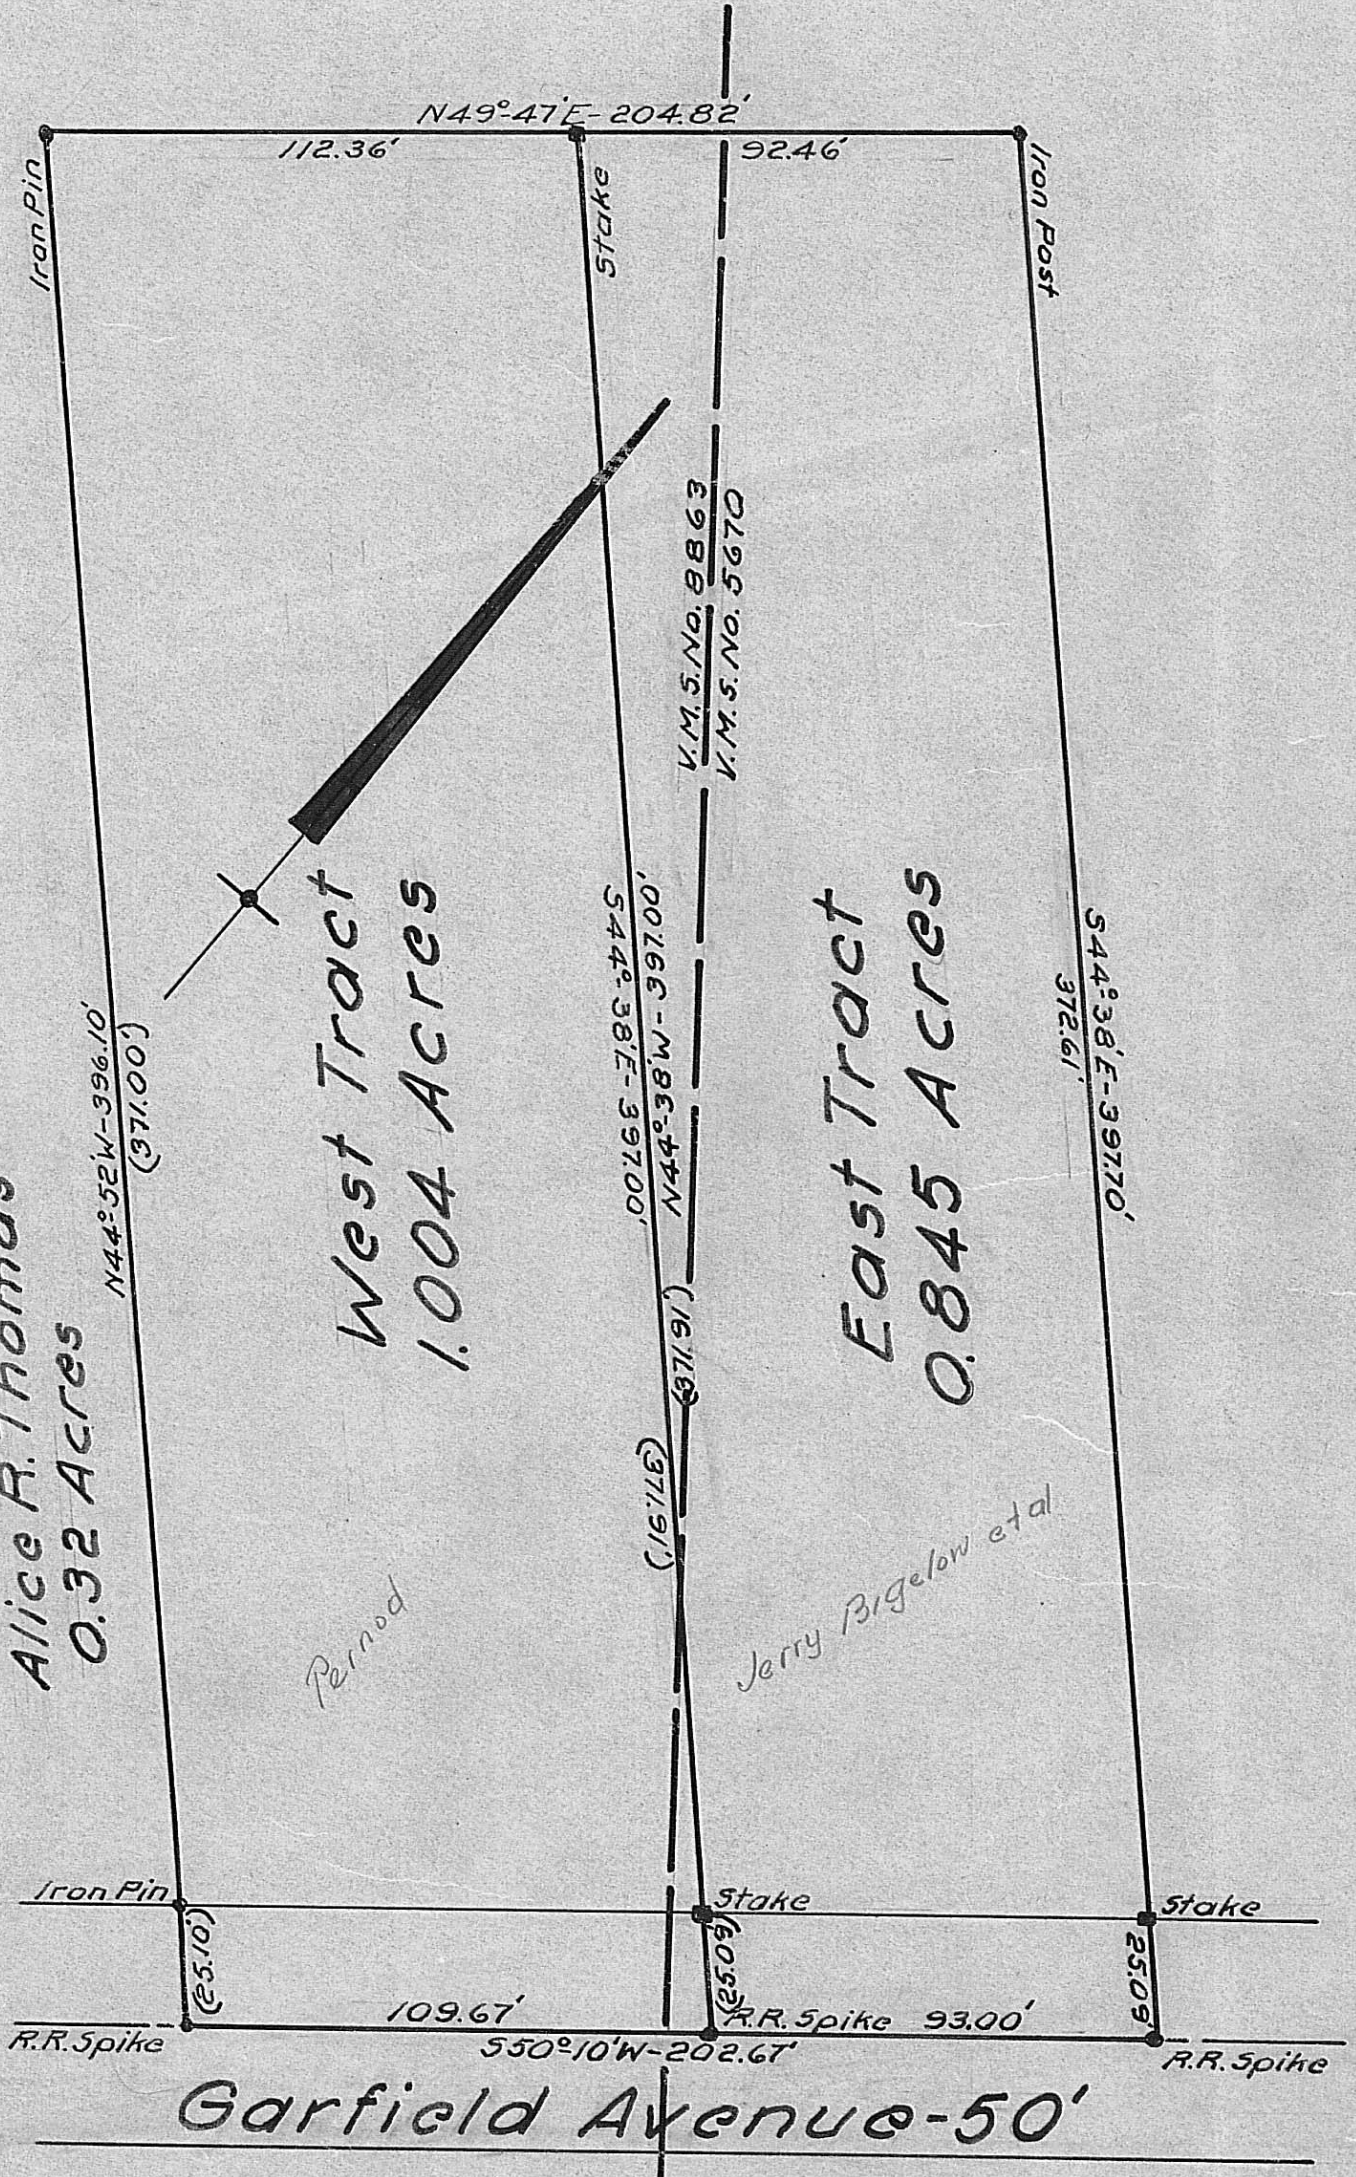 N49°-47'E-204.82'
112.36'
92.46'
Iron Pin
Stake
Iron Post
V.M.S. No. 8863
V.M.S. No. 5670
N44°-52'W-396.10'
(371.00')
West Tract
1.004 Acres
N44°-38'W-397.00'
S44°-38'E-397.00'
(371.91')
(371.91')
East Tract
0.845 Acres
S44°-38'E-397.70'
372.61'
Alice R. Thomas
0.32 Acres
Pernod
Jerry Bigelow etal
Iron Pin
Stake
Stake
(25.10')
(25.09')
25.09'
109.67'
R.R. Spike
93.00'
R.R. Spike
S50°-10'W-202.67'
R.R. Spike
Garfield Avenue-50'